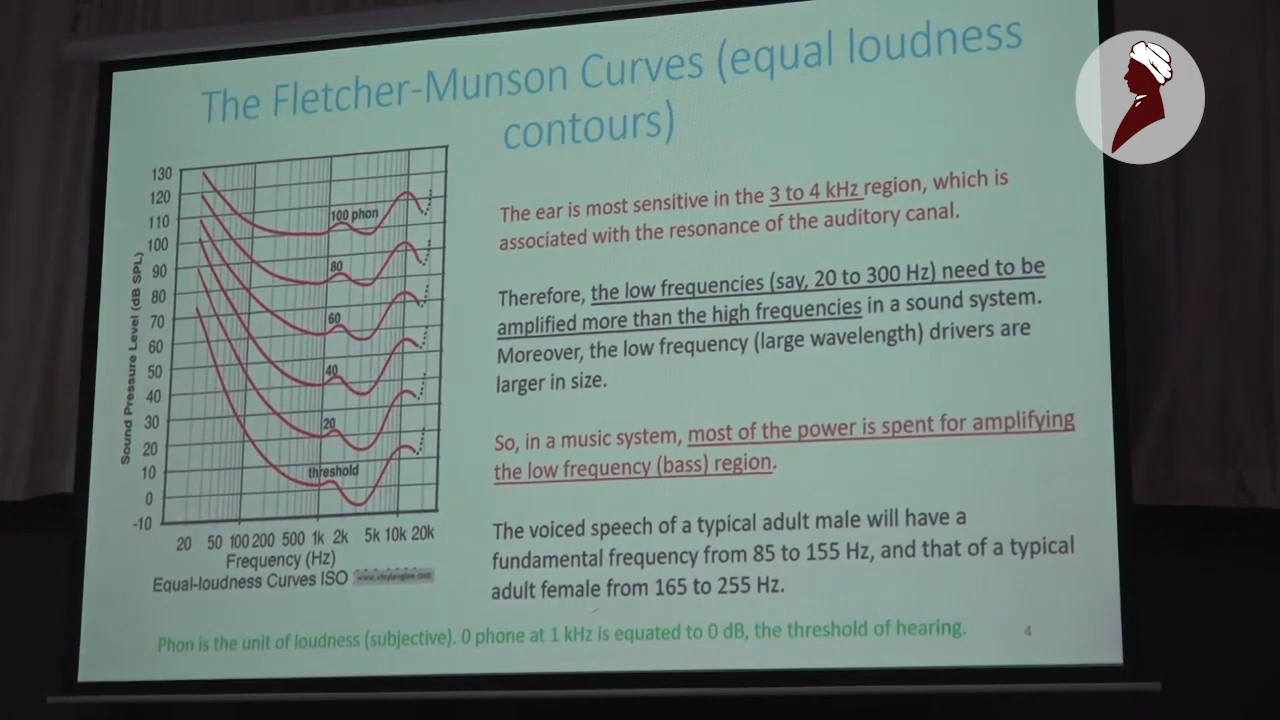 The Fletcher-Munson Curves (equal loudness
contours)
130
120
110
100
90
80
70
60
50
40
30
20
10
0
-10
Sound Pressure Level (dB SPL)
100 phon
80
60
40
20
threshold
20 50 100 200 500 1k 2k 5k 10k 20k
Frequency (Hz)
Equal-loudness Curves ISO
The ear is most sensitive in the 3 to 4 kHz region, which is
associated with the resonance of the auditory canal.
Therefore, the low frequencies (say, 20 to 300 Hz) need to be
amplified more than the high frequencies in a sound system.
Moreover, the low frequency (large wavelength) drivers are
larger in size.
So, in a music system, most of the power is spent for amplifying
the low frequency (bass) region.
The voiced speech of a typical adult male will have a
fundamental frequency from 85 to 155 Hz, and that of a typical
adult female from 165 to 255 Hz.
Phon is the unit of loudness (subjective). 0 phone at 1 kHz is equated to 0 dB, the threshold of hearing.
4